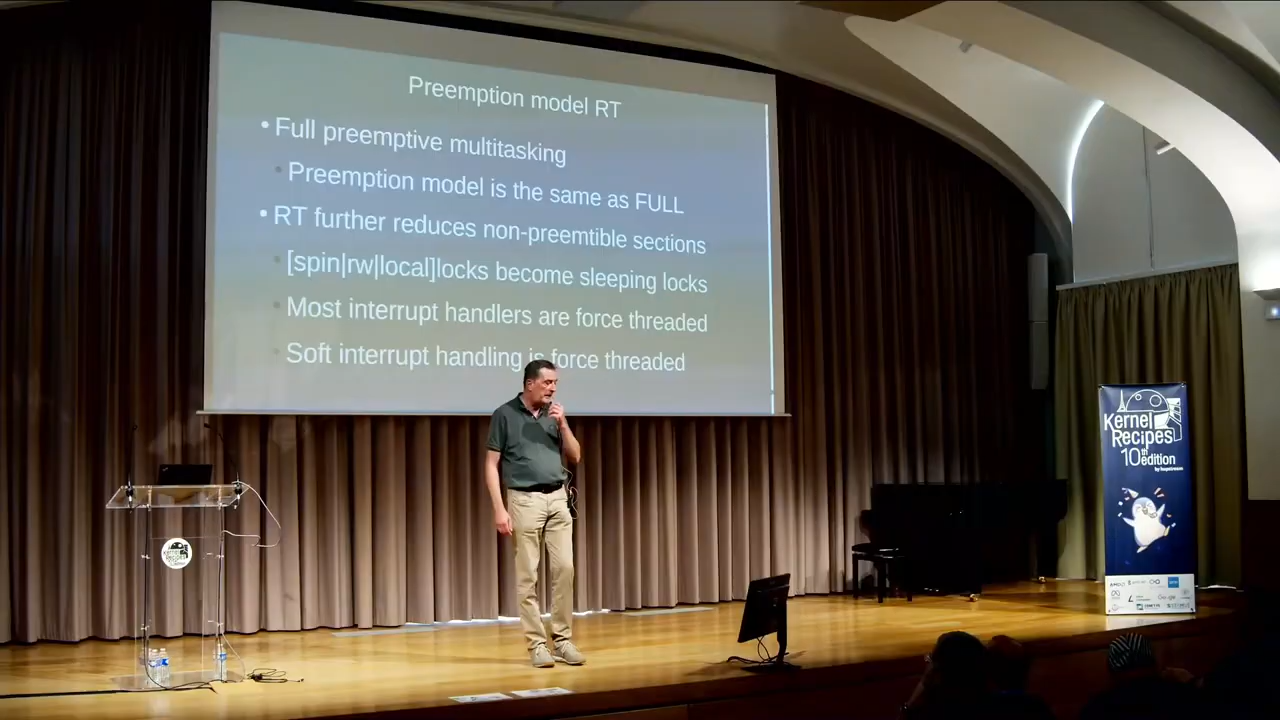 Preemption model RT
• Full preemptive multitasking
• Preemption model is the same as FULL
• RT further reduces non-preemtible sections
• [spin|rw|local]locks become sleeping locks
• Most interrupt handlers are force threaded
• Soft interrupt handling is force threaded
Kernel
Recipes
10th edition
Kernel
Recipes